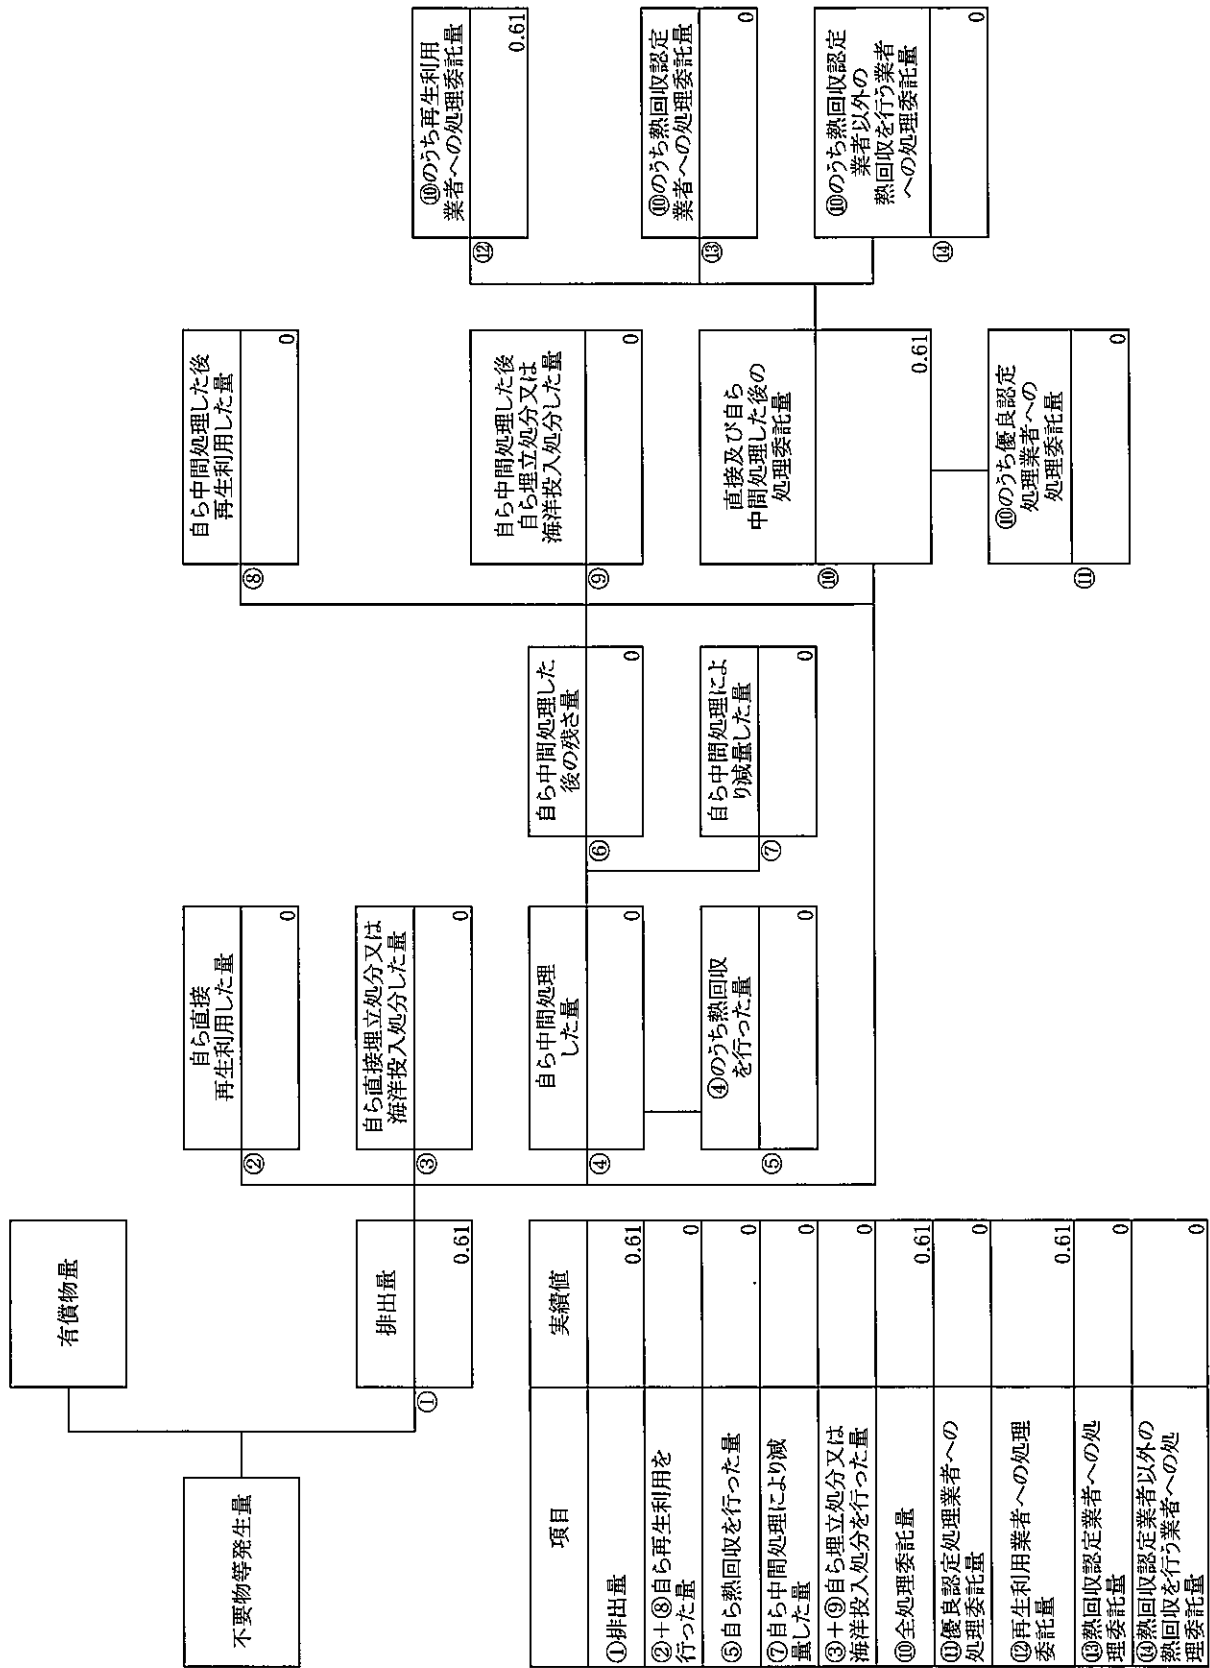 不要物等発生量
有償物量
①
排出量
0.61
②
自ら直接
再生利用した量
0
③
自ら直接埋立処分又は
海洋投入処分した量
0
④
自ら中間処理
した量
0
⑤
④のうち熱回収
を行った量
0
⑥
自ら中間処理した
後の残さ量
0
⑦
自ら中間処理によ
り減量した量
0
⑧
自ら中間処理した後
再生利用した量
0
⑨
自ら中間処理した後
自ら埋立処分又は
海洋投入処分した量
0
⑩
直接及び自ら
中間処理した後の
処理委託量
0.61
⑪
⑩のうち優良認定
処理業者への
処理委託量
0
⑫
⑩のうち再生利用
業者への処理委託量
0.61
⑬
⑩のうち熱回収認定
業者への処理委託量
0
⑭
⑩のうち熱回収認定
業者以外の
熱回収を行う業者
への処理委託量
0
項目
実績値
①排出量
0.61
②+⑧自ら再生利用を
行った量
0
⑤自ら熱回収を行った量
0
⑦自ら中間処理により減
量した量
0
③+⑨自ら埋立処分又は
海洋投入処分を行った量
0
⑩全処理委託量
0.61
⑪優良認定処理業者への
処理委託量
0
⑫再生利用業者への処理
委託量
0.61
⑬熱回収認定業者への処
理委託量
0
⑭熱回収認定業者以外の
熱回収を行う業者への処
理委託量
0